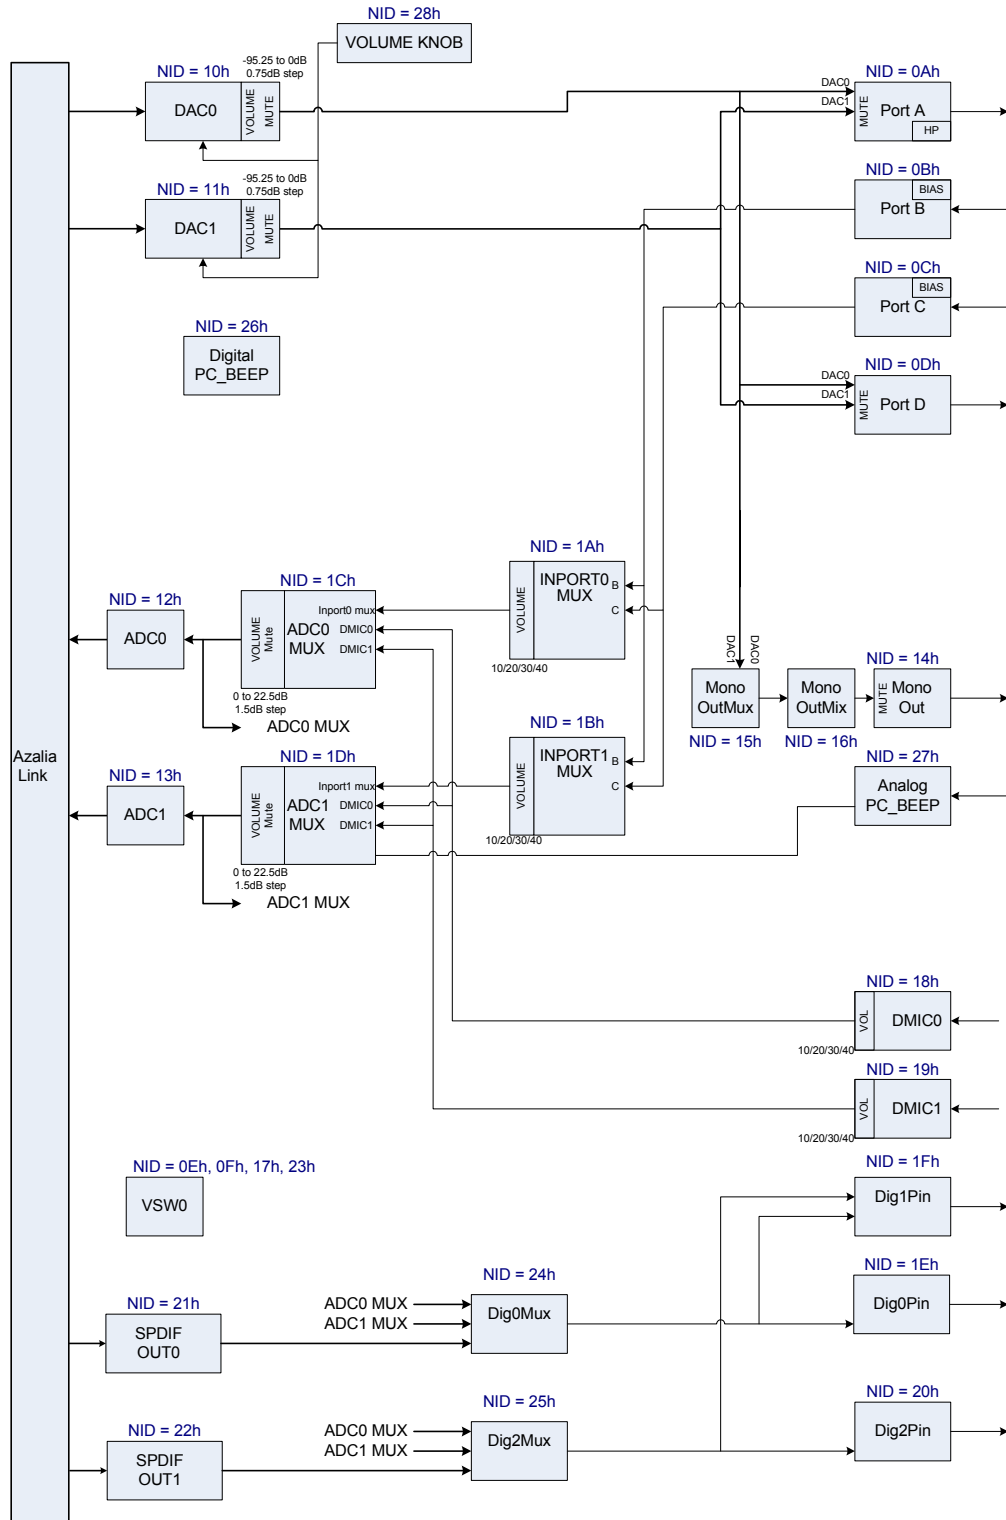 NID = 28h
VOLUME KNOB
NID = 10h
-95.25 to 0dB
0.75dB step
DAC0
VOLUME
MUTE
DAC0
DAC1
NID = 0Ah
MUTE
Port A
HP
NID = 11h
-95.25 to 0dB
0.75dB step
DAC1
VOLUME
MUTE
NID = 0Bh
BIAS
Port B
NID = 0Ch
BIAS
Port C
NID = 26h
Digital
PC_BEEP
NID = 0Dh
DAC0
DAC1
MUTE
Port D
NID = 1Ah
VOLUME
INPORT0
MUX
B
C
10/20/30/40
NID = 1Ch
VOLUME
Mute
Inport0 mux
ADC0
MUX
DMIC0
DMIC1
0 to 22.5dB
1.5dB step
ADC0 MUX
NID = 12h
ADC0
DAC1
DAC0
Mono
OutMux
NID = 15h
Mono
OutMix
NID = 16h
NID = 14h
MUTE
Mono
Out
NID = 1Bh
VOLUME
INPORT1
MUX
B
C
10/20/30/40
NID = 1Dh
VOLUME
Mute
Inport1 mux
ADC1
MUX
DMIC0
DMIC1
0 to 22.5dB
1.5dB step
ADC1 MUX
Azalia
Link
NID = 13h
ADC1
NID = 27h
Analog
PC_BEEP
NID = 18h
VOL
DMIC0
10/20/30/40
NID = 19h
VOL
DMIC1
10/20/30/40
NID = 0Eh, 0Fh, 17h, 23h
VSW0
NID = 1Fh
Dig1Pin
NID = 1Eh
Dig0Pin
NID = 24h
ADC0 MUX
ADC1 MUX
Dig0Mux
NID = 21h
SPDIF
OUT0
NID = 20h
Dig2Pin
NID = 25h
ADC0 MUX
ADC1 MUX
Dig2Mux
NID = 22h
SPDIF
OUT1